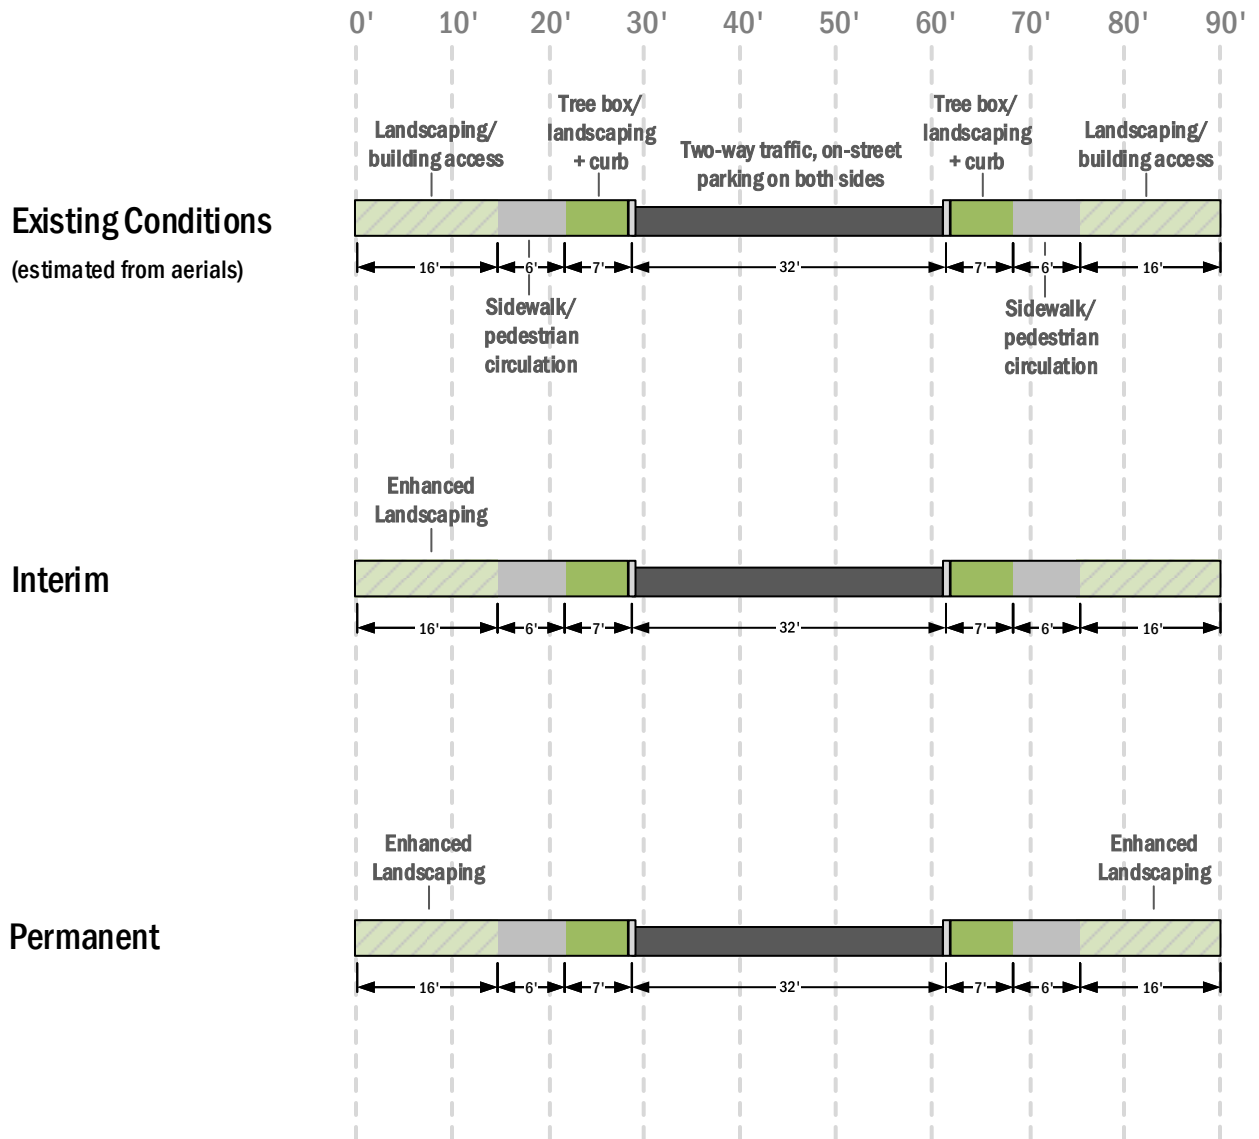 0' 10' 20' 30' 40' 50' 60' 70' 80' 90'
Existing Conditions
(estimated from aerials)
Landscaping/
building access
Tree box/
landscaping
+ curb
Two-way traffic, on-street
parking on both sides
Tree box/
landscaping
+ curb
Landscaping/
building access
16' 6' 7' 32' 7' 6' 16'
Sidewalk/
pedestrian
circulation
Sidewalk/
pedestrian
circulation
Interim
Enhanced
Landscaping
16' 6' 7' 32' 7' 6' 16'
Permanent
Enhanced
Landscaping
Enhanced
Landscaping
16' 6' 7' 32' 7' 6' 16'